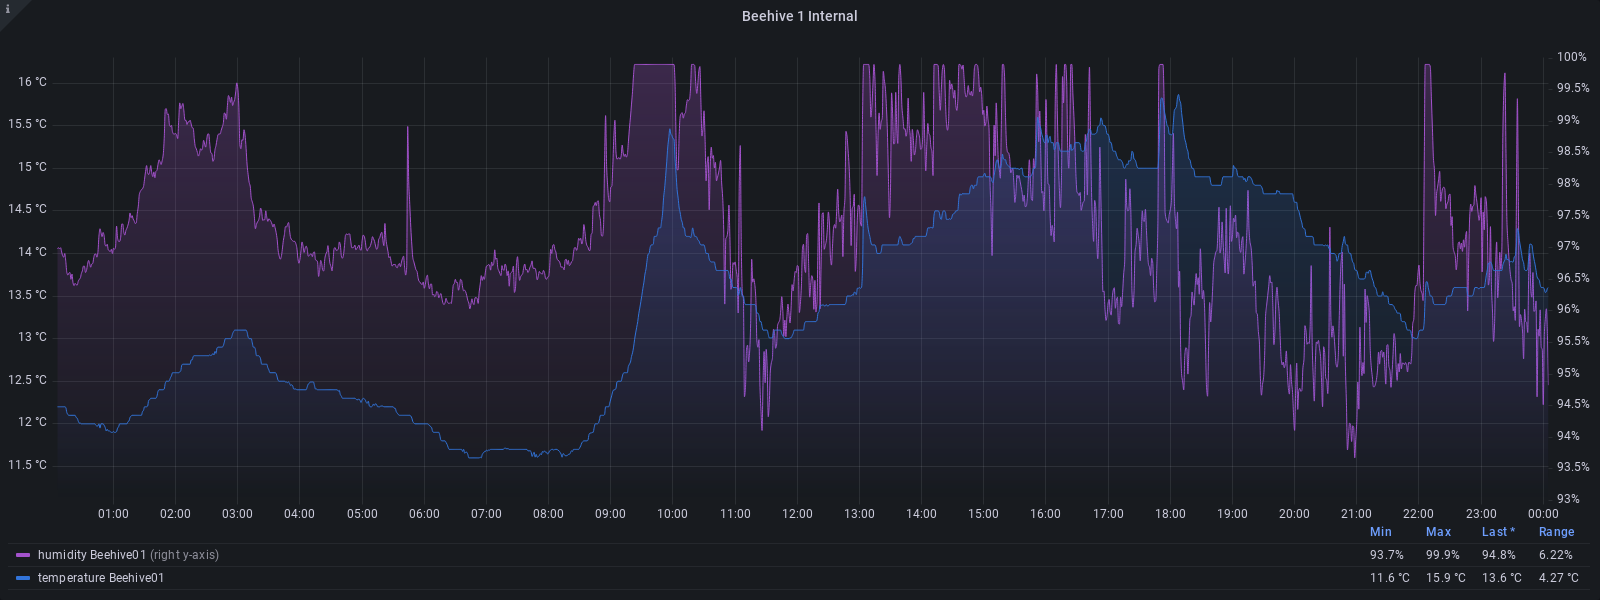 i
Beehive 1 Internal
16 °C
15.5 °C
15 °C
14.5 °C
14 °C
13.5 °C
13 °C
12.5 °C
12 °C
11.5 °C
100%
99.5%
99%
98.5%
98%
97.5%
97%
96.5%
96%
95.5%
95%
94.5%
94%
93.5%
93%
01:00 02:00 03:00 04:00 05:00 06:00 07:00 08:00 09:00 10:00 11:00 12:00 13:00 14:00 15:00 16:00 17:00 18:00 19:00 20:00 21:00 22:00 23:00 00:00
Min Max Last * Range
humidity Beehive01 (right y-axis) 93.7% 99.9% 94.8% 6.22%
temperature Beehive01 11.6 °C 15.9 °C 13.6 °C 4.27 °C